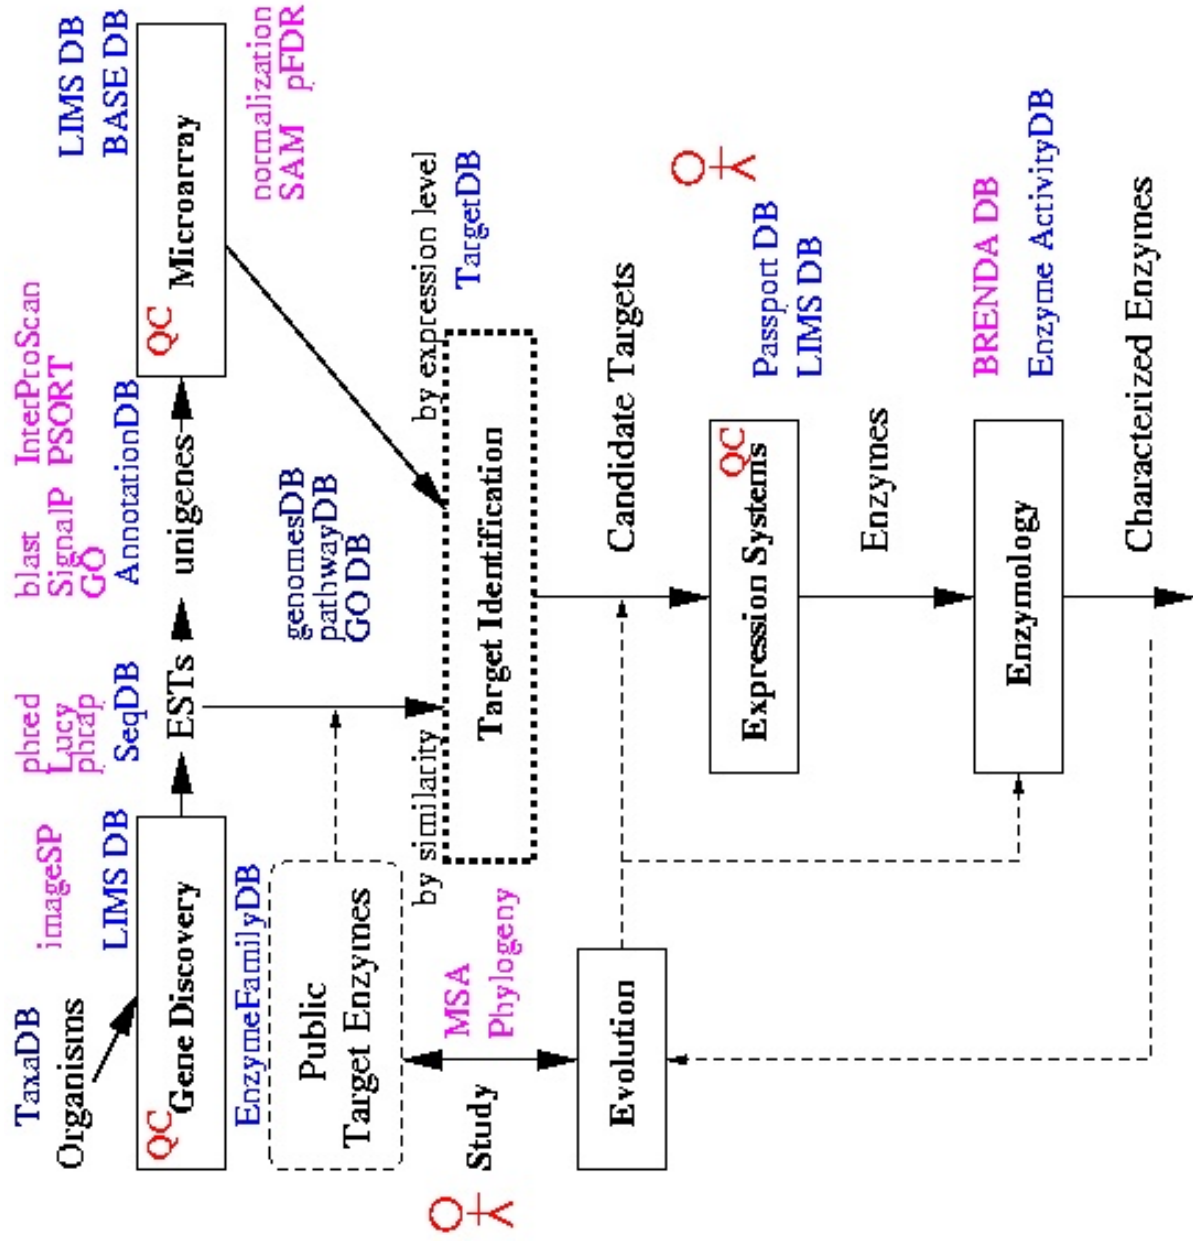 TaxaDB
Organisms
imageSP
LIMS DB
QC
Gene Discovery
EnzymeFamilyDB
phred
Lucy
phrap
SeqDB
ESTs
blast
SignalP
GO
InterProScan
PSORT
AnnotationDB
unigenes
LIMS DB
BASE DB
QC
Microarray
normalization
SAM pFDR
Public
Target Enzymes
genomesDB
pathwayDB
GO DB
by similarity
by expression level
TargetDB
Target Identification
MSA
Phylogeny
Study
Evolution
Candidate Targets
QC
Expression Systems
Passport DB
LIMS DB
Enzymes
Enzymology
BRENDA DB
Enzyme ActivityDB
Characterized Enzymes